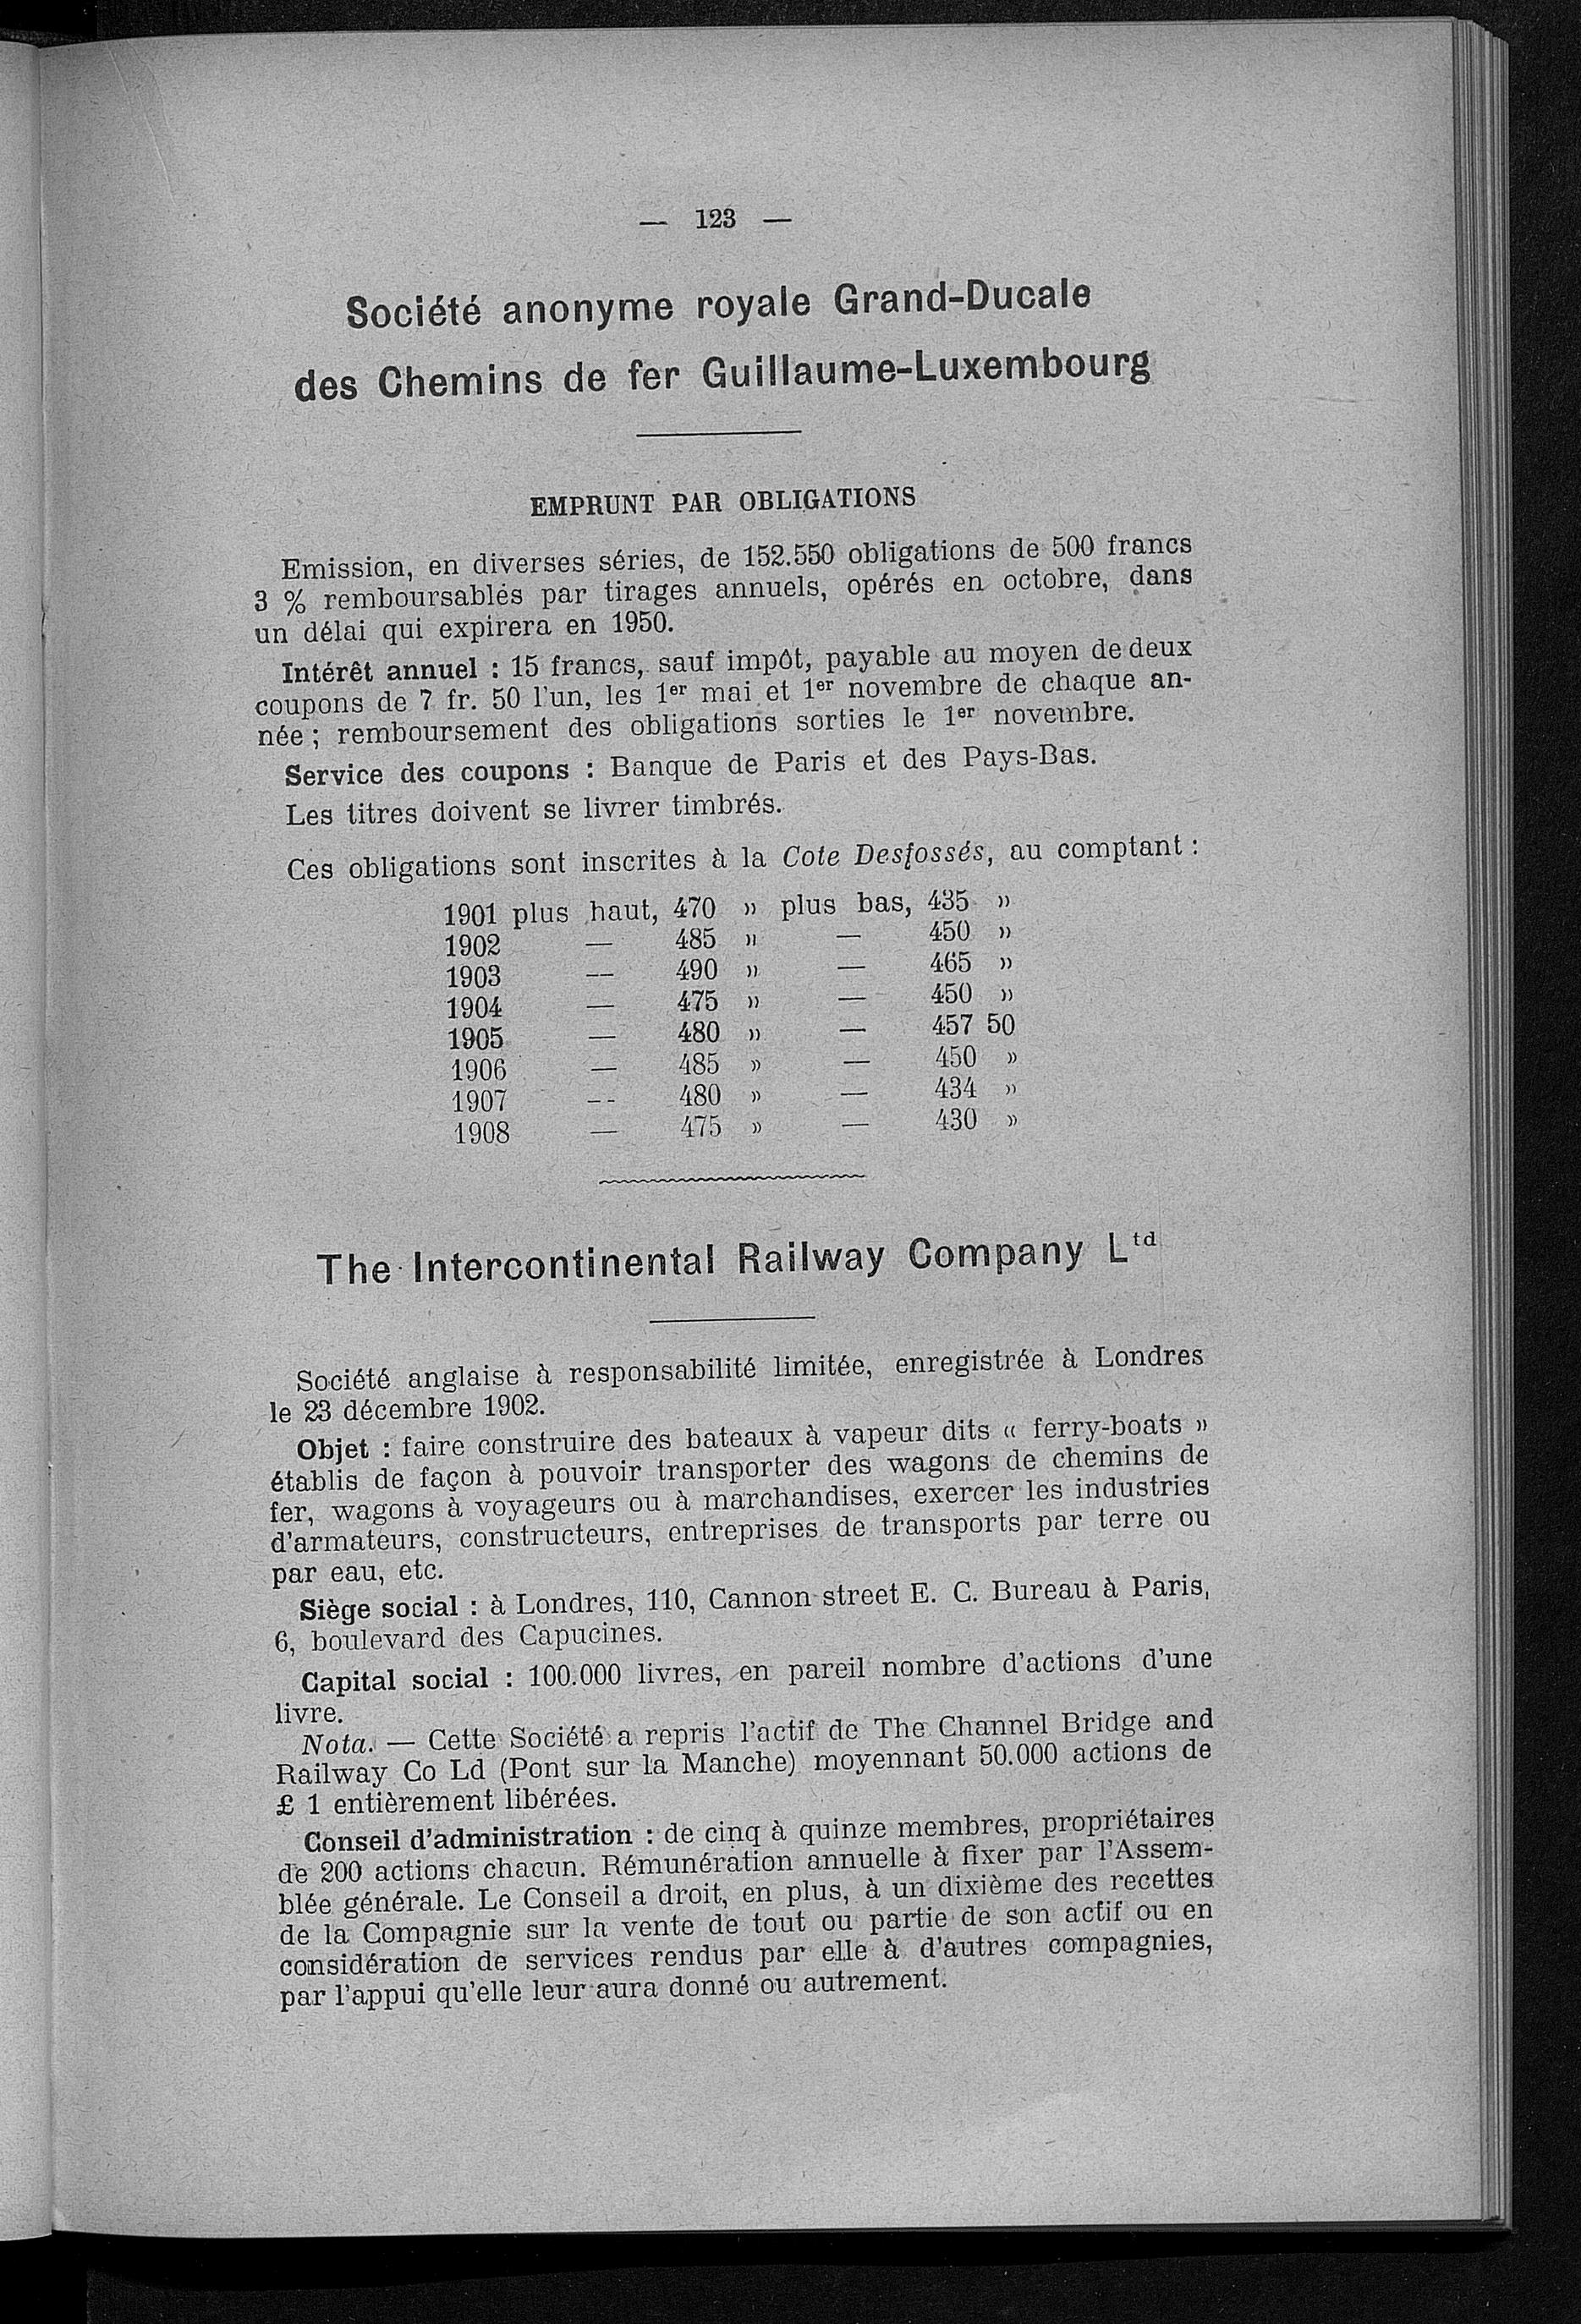 — 123 —
Société anonyme royale Grand-Ducale
des Chemins de fer Guillaume-Luxembourg
EMPRUNT PAR OBLIGATIONS
Emission, en diverses séries, de 152.550 obligations de 500 francs
3 % remboursables par tirages annuels, opérés en octobre, dans
un délai qui expirera en 1950.
Intérêt annuel : 15 francs, sauf impôt, payable au moyen de deux
coupons de 7 fr. 50 l'un, les 1er mai et 1er novembre de chaque an-
née ; remboursement des obligations sorties le 1er novembre.
Service des coupons : Banque de Paris et des Pays-Bas.
Les titres doivent se livrer timbrés.
Ces obligations sont inscrites à la Cote Desfossés, au comptant :
1901 plus haut, 470 » plus bas, 435 »
1902 — 485 » — 450 »
1903 — 490 » — 465 »
1904 — 475 » — 450 »
1905 — 480 » — 457 50
1906 — 485 » — 450 »
1907 -- 480 » — 434 »
1908 — 475 » — 430 »
The Intercontinental Railway Company Ltd
Société anglaise à responsabilité limitée, enregistrée à Londres
le 23 décembre 1902.
Objet : faire construire des bateaux à vapeur dits « ferry-boats »
établis de façon à pouvoir transporter des wagons de chemins de
fer, wagons à voyageurs ou à marchandises, exercer les industries
d'armateurs, constructeurs, entreprises de transports par terre ou
par eau, etc.
Siège social : à Londres, 110, Cannon street E. C. Bureau à Paris,
6, boulevard des Capucines.
Capital social : 100.000 livres, en pareil nombre d'actions d'une
livre.
Nota. — Cette Société a repris l'actif de The Channel Bridge and
Railway Co Ld (Pont sur la Manche) moyennant 50.000 actions de
£ 1 entièrement libérées.
Conseil d'administration : de cinq à quinze membres, propriétaires
de 200 actions chacun. Rémunération annuelle à fixer par l'Assem-
blée générale. Le Conseil a droit, en plus, à un dixième des recettes
de la Compagnie sur la vente de tout ou partie de son actif ou en
considération de services rendus par elle à d'autres compagnies,
par l'appui qu'elle leur aura donné ou autrement.